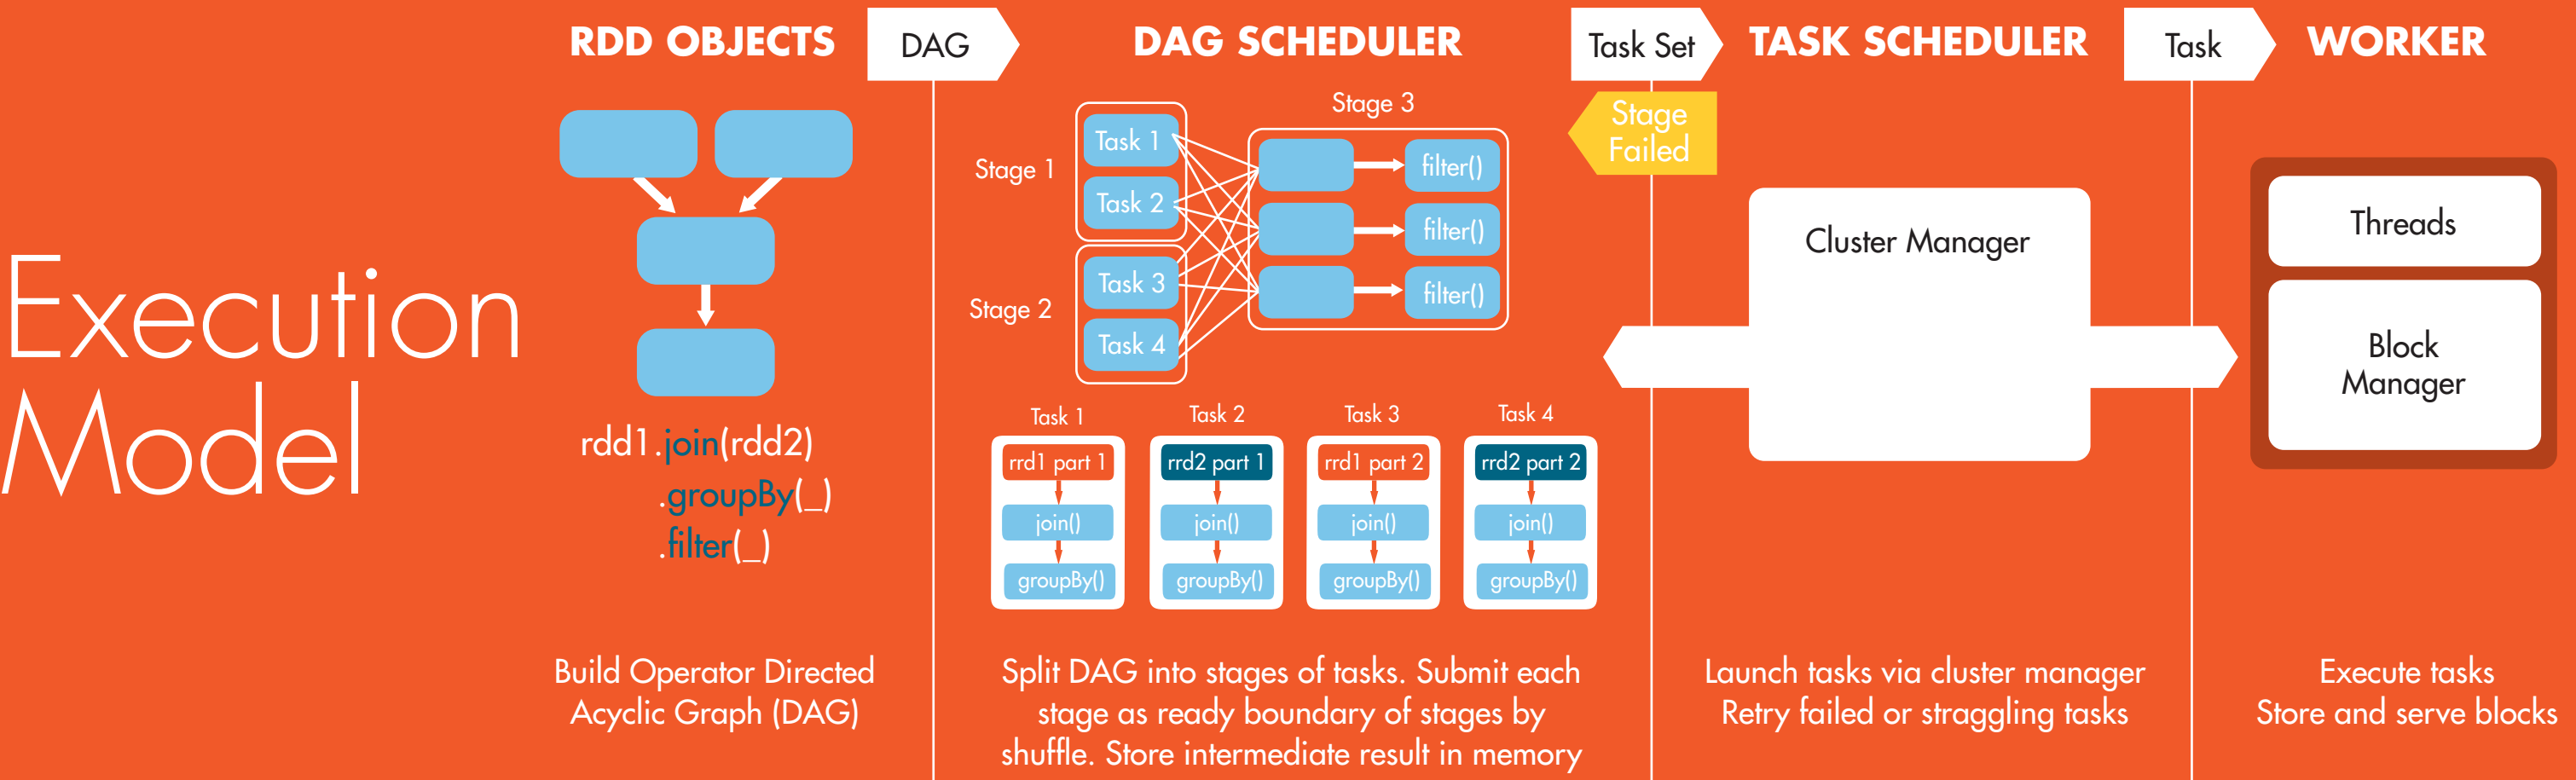 Execution
Model
RDD OBJECTS
rdd1.join(rdd2)
.groupBy(_)
.filter(_)
Build Operator Directed
Acyclic Graph (DAG)
DAG
DAG SCHEDULER
Stage 1
Task 1
Task 2
Stage 2
Task 3
Task 4
Stage 3
filter()
filter()
filter()
Task 1
rrd1 part 1
join()
groupBy()
Task 2
rrd2 part 1
join()
groupBy()
Task 3
rrd1 part 2
join()
groupBy()
Task 4
rrd2 part 2
join()
groupBy()
Split DAG into stages of tasks. Submit each
stage as ready boundary of stages by
shuffle. Store intermediate result in memory
Task Set
Stage
Failed
TASK SCHEDULER
Cluster Manager
Launch tasks via cluster manager
Retry failed or straggling tasks
Task
WORKER
Threads
Block
Manager
Execute tasks
Store and serve blocks